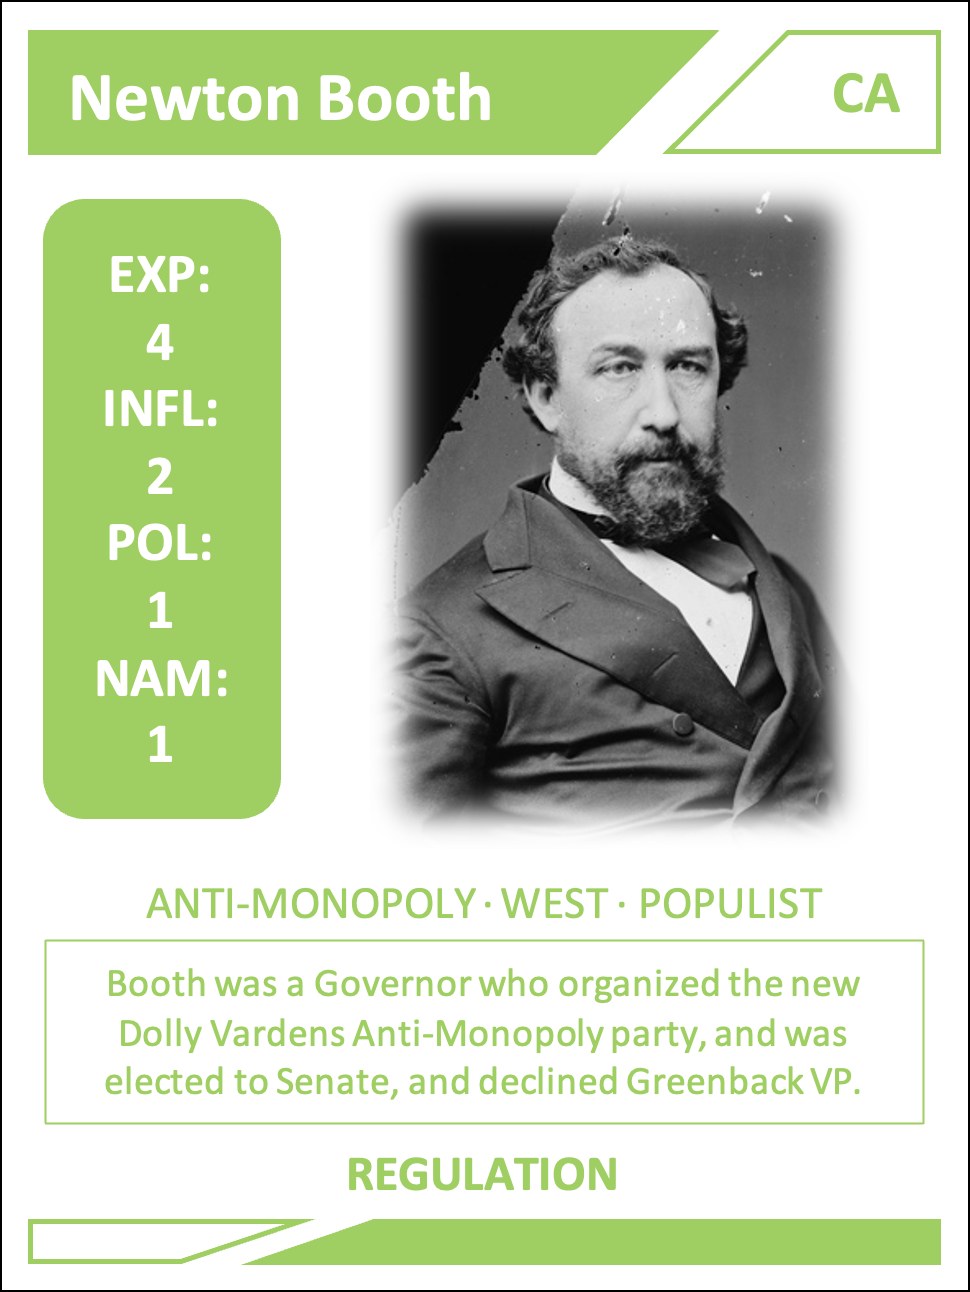 Newton Booth
CA
EXP:
4
INFL:
2
POL:
1
NAM:
1
ANTI-MONOPOLY · WEST · POPULIST
Booth was a Governor who organized the new
Dolly Vardens Anti-Monopoly party, and was
elected to Senate, and declined Greenback VP.
REGULATION